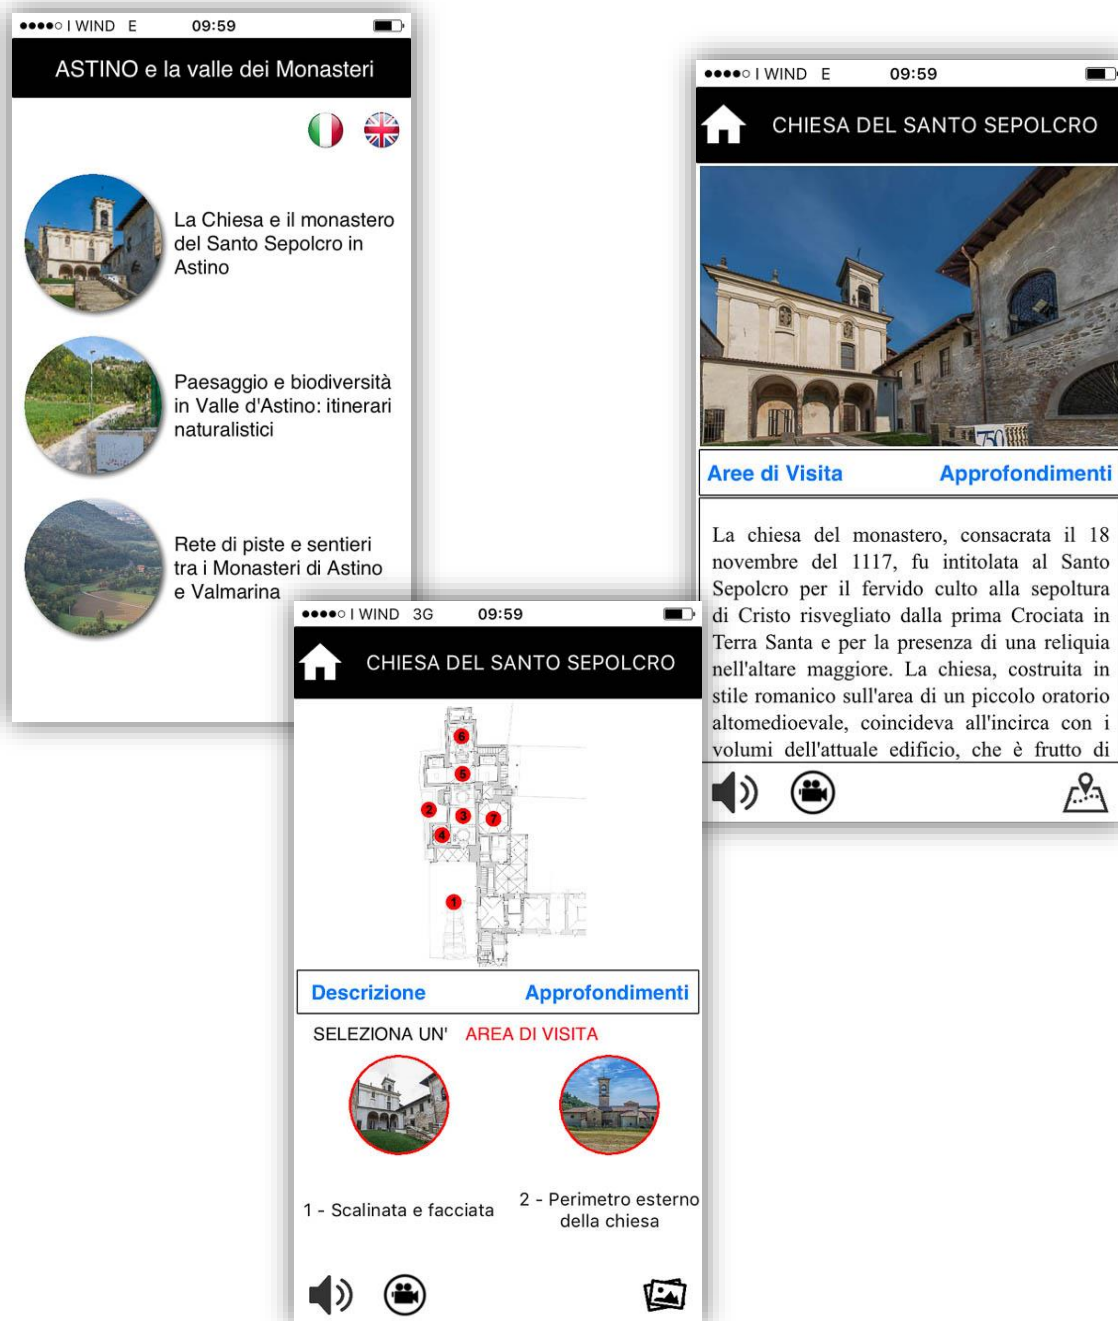 WIND E 09:59
ASTINO e la valle dei Monasteri
La Chiesa e il monastero
del Santo Sepolcro in
Astino
Paesaggio e biodiversità
in Valle d'Astino: itinerari
naturalistici
Rete di piste e sentieri
tra i Monasteri di Astino
e Valmarina
WIND E 09:59
CHIESA DEL SANTO SEPOLCRO
750
Aree di Visita Approfondimenti
La chiesa del monastero, consacrata il 18
novembre del 1117, fu intitolata al Santo
Sepolcro per il fervido culto alla sepoltura
di Cristo risvegliato dalla prima Crociata in
Terra Santa e per la presenza di una reliquia
nell'altare maggiore. La chiesa, costruita in
stile romanico sull'area di un piccolo oratorio
altomedioevale, coincideva all'incirca con i
volumi dell'attuale edificio, che è frutto di
WIND 3G 09:59
CHIESA DEL SANTO SEPOLCRO
6
5
2 3 7
4
1
Descrizione Approfondimenti
SELEZIONA UN' AREA DI VISITA
1 - Scalinata e facciata
2 - Perimetro esterno
della chiesa